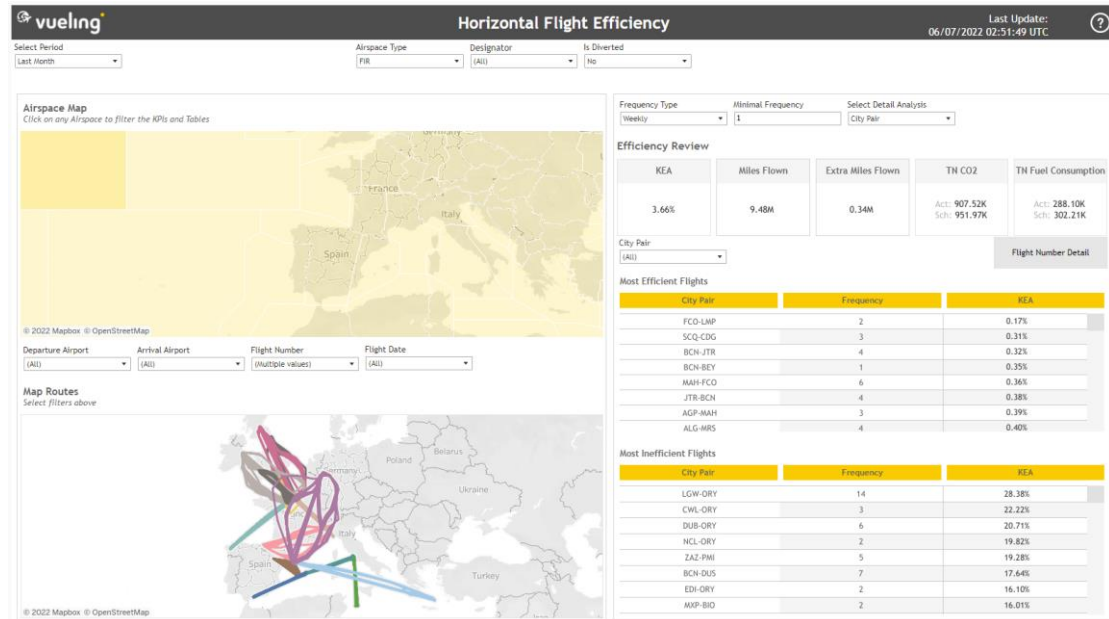 vueling
Horizontal Flight Efficiency
Last Update:
06/07/2022 02:51:49 UTC
?
Select Period
Last Month
Airspace Type
FIR
Designator
(All)
Is Diverted
No
Airspace Map
Click on any Airspace to filter the KPIs and Tables
Germany
France
Italy
Spain
© 2022 Mapbox © OpenStreetMap
Departure Airport
(All)
Arrival Airport
(All)
Flight Number
(Multiple values)
Flight Date
(All)
Map Routes
Select filters above
Belarus
Poland
Germany
Ukraine
Italy
Spain
Turkey
© 2022 Mapbox © OpenStreetMap
Frequency Type
Weekly
Minimal Frequency
1
Select Detail Analysis
City Pair
Efficiency Review
KEA Miles Flown Extra Miles Flown TN CO2 TN Fuel Consumption
3.66% 9.48M 0.34M Act: 907.52K Act: 288.10K
Sch: 951.97K Sch: 302.21K
City Pair
(All)
Flight Number Detail
Most Efficient Flights
City Pair Frequency KEA
FCO-LMP 2 0.17%
SCQ-CDG 3 0.31%
BCN-JTR 4 0.32%
BCN-BEY 1 0.35%
MAH-FCO 6 0.36%
JTR-BCN 4 0.38%
AGP-MAH 3 0.39%
ALG-MRS 4 0.40%
Most Inefficient Flights
City Pair Frequency KEA
LGW-ORY 14 28.38%
CWL-ORY 3 22.22%
DUB-ORY 6 20.71%
NCL-ORY 2 19.82%
ZAZ-PMI 5 19.28%
BCN-DUS 7 17.64%
EDI-ORY 2 16.10%
MXP-BIO 2 16.01%